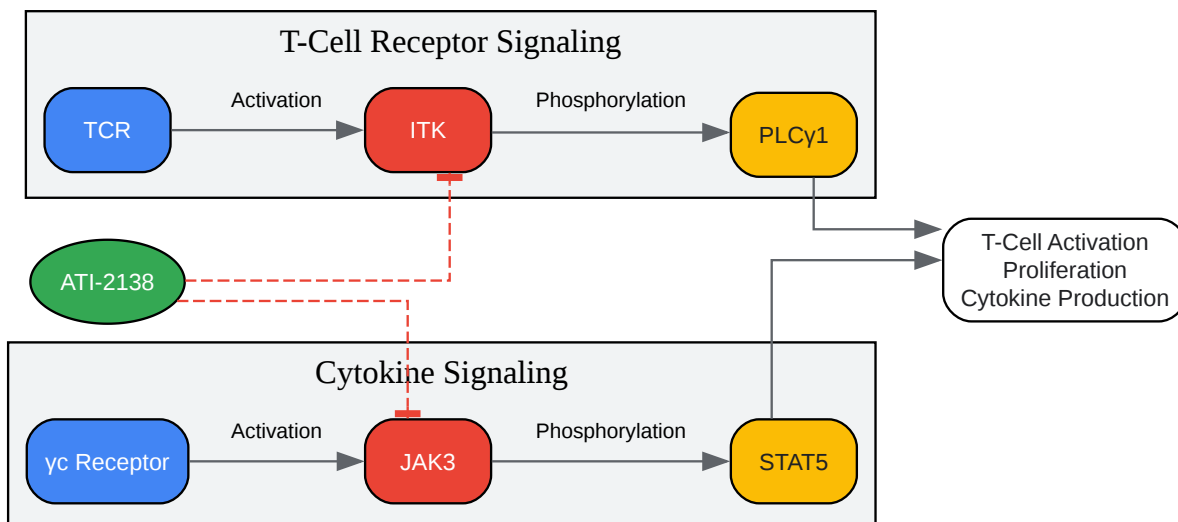 T-Cell Receptor Signaling
Activation
Phosphorylation
TCR
ITK
PLCγ1
T-Cell Activation
Proliferation
Cytokine Production
ATI-2138
Cytokine Signaling
Activation
Phosphorylation
γc Receptor
JAK3
STAT5